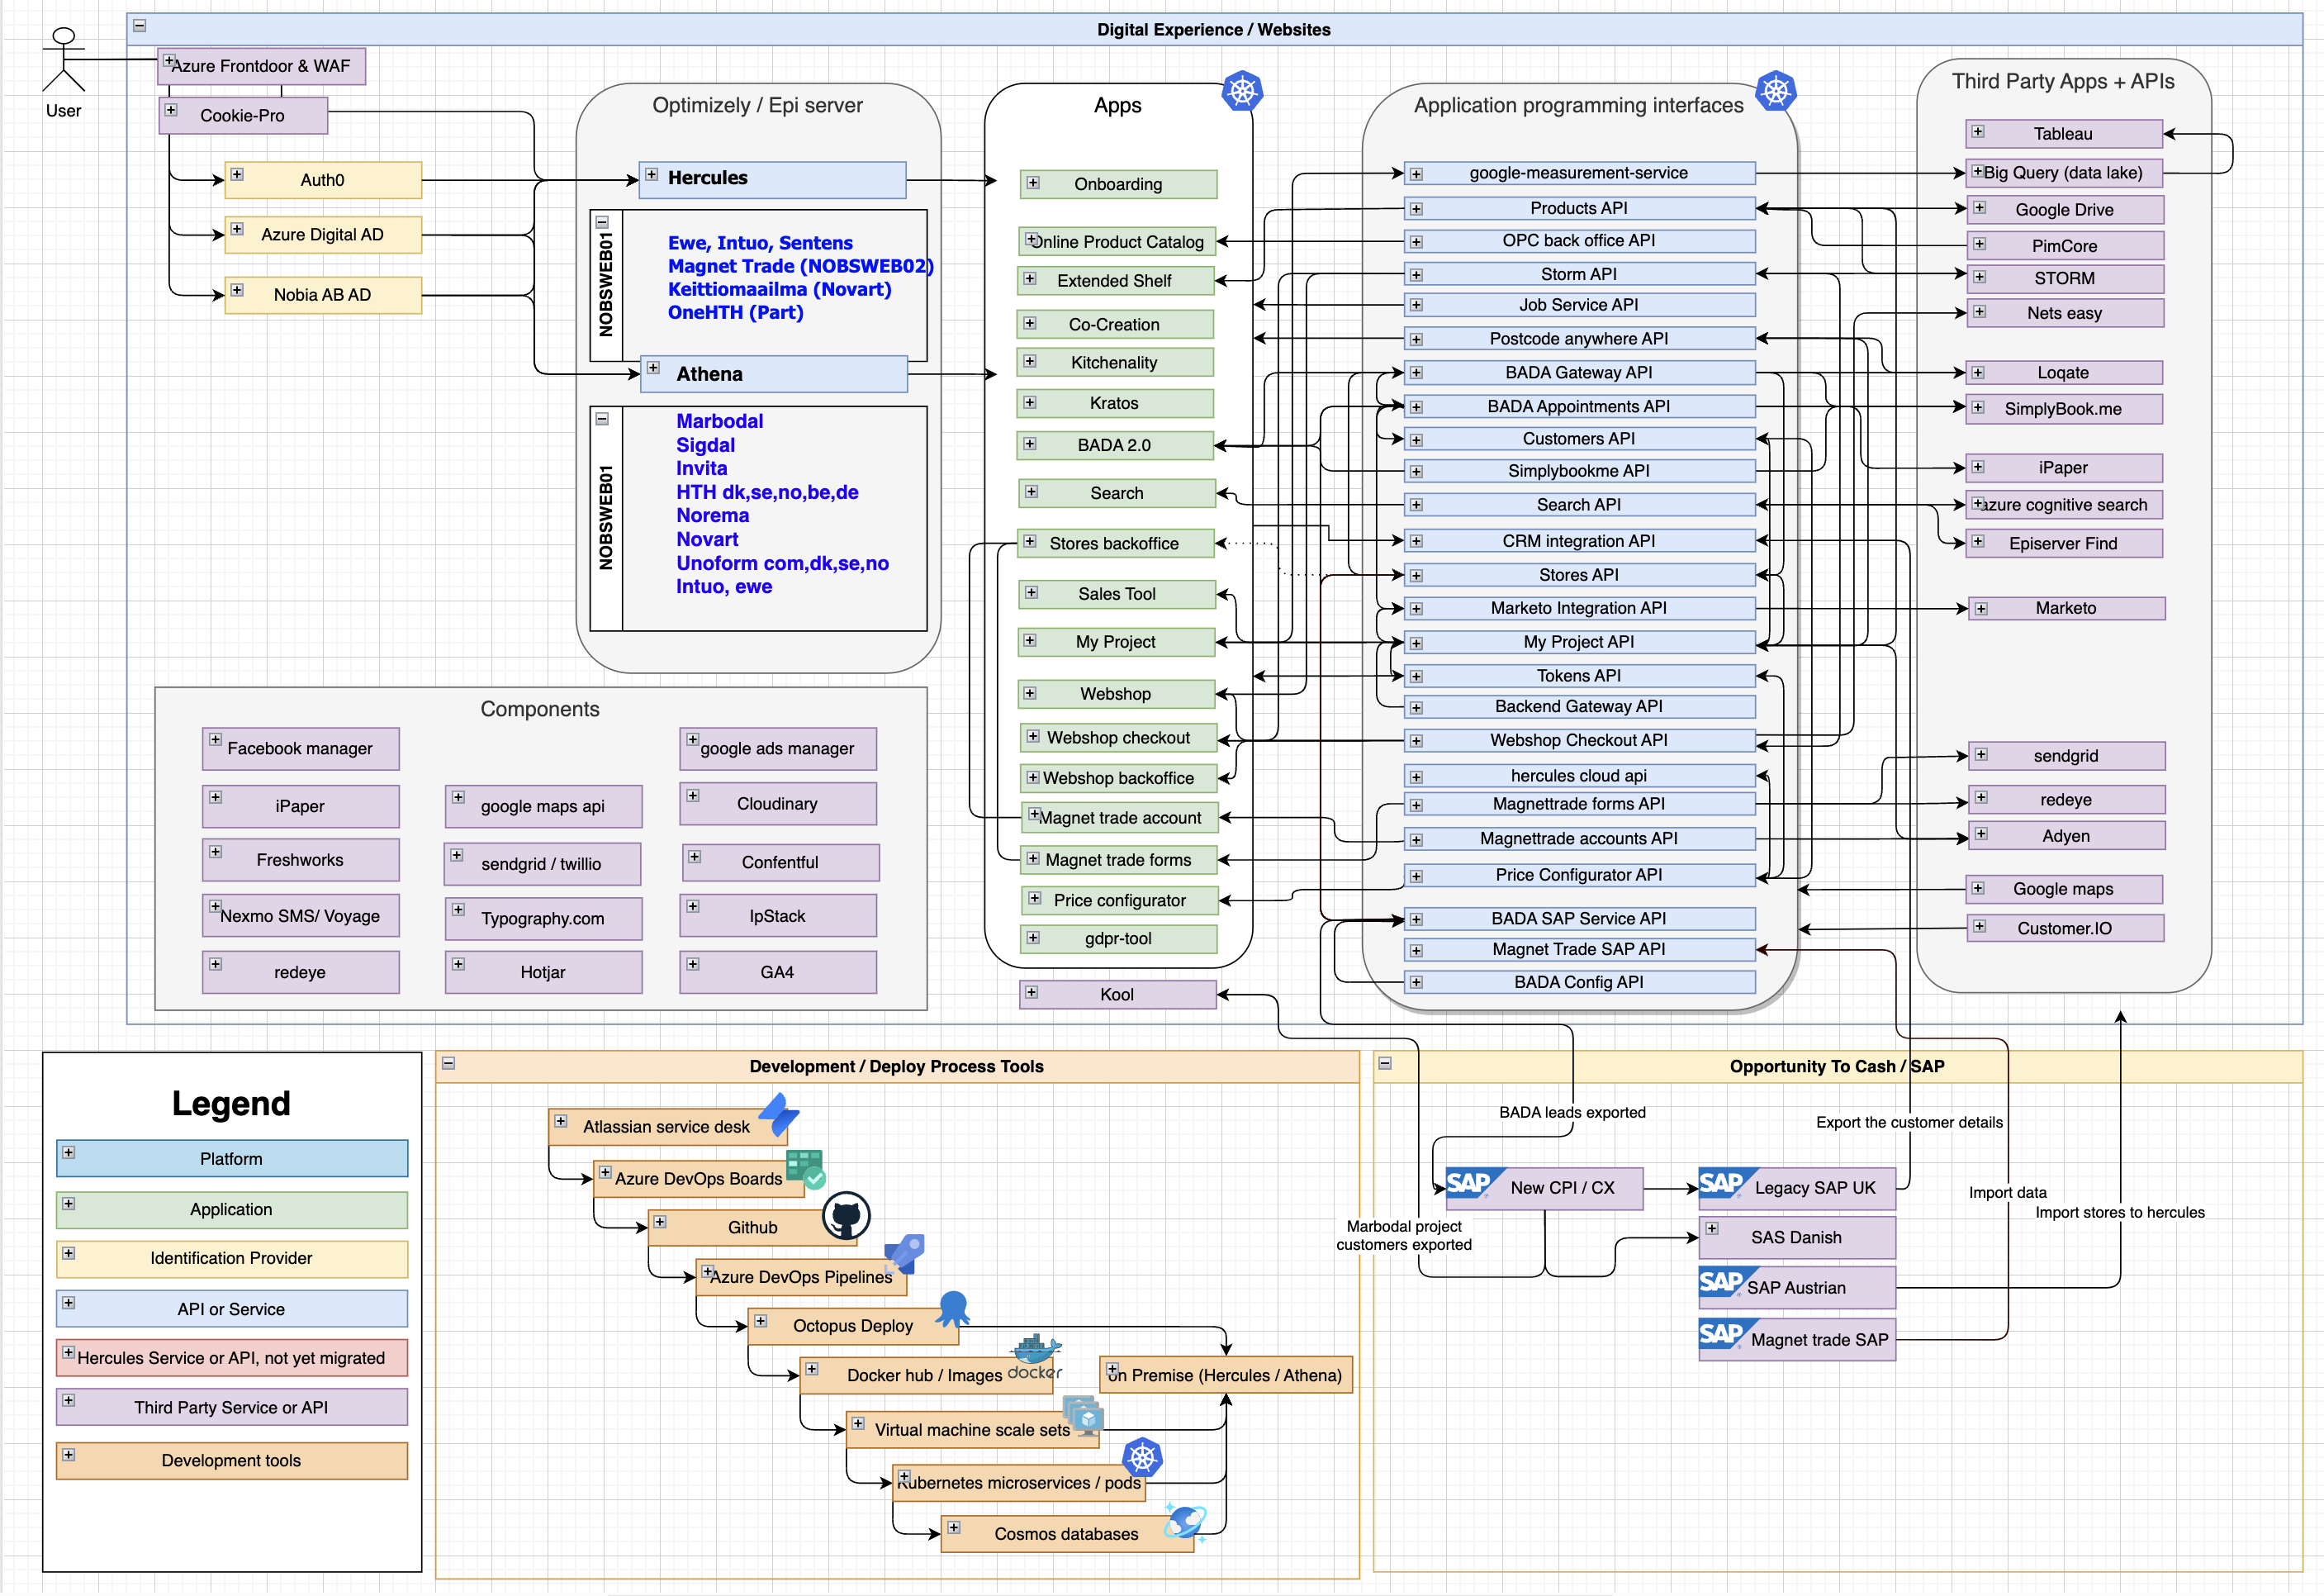 Digital Experience / Websites
User
Azure Frontdoor & WAF
Cookie-Pro
Auth0
Azure Digital AD
Nobia AB AD
Optimizely / Epi server
Hercules
NOBSWEB01
Ewe, Intuo, Sentens
Magnet Trade (NOBSWEB02)
Keittiomaailma (Novart)
OneHTH (Part)
Athena
NOBSWEB01
Marbodal
Sigdal
Invita
HTH dk,se,no,be,de
Norema
Novart
Unoform com,dk,se,no
Intuo, ewe
Components
Facebook manager
google ads manager
iPaper
google maps api
Cloudinary
Freshworks
sendgrid / twillio
Confentful
Nexmo SMS/ Voyage
Typography.com
IpStack
redeye
Hotjar
GA4
Apps
Onboarding
Online Product Catalog
Extended Shelf
Co-Creation
Kitchenality
Kratos
BADA 2.0
Search
Stores backoffice
Sales Tool
My Project
Webshop
Webshop checkout
Webshop backoffice
Magnet trade account
Magnet trade forms
Price configurator
gdpr-tool
Kool
Application programming interfaces
google-measurement-service
Products API
OPC back office API
Storm API
Job Service API
Postcode anywhere API
BADA Gateway API
BADA Appointments API
Customers API
Simplybookme API
Search API
CRM integration API
Stores API
Marketo Integration API
My Project API
Tokens API
Backend Gateway API
Webshop Checkout API
hercules cloud api
Magnettrade forms API
Magnettrade accounts API
Price Configurator API
BADA SAP Service API
Magnet Trade SAP API
BADA Config API
Third Party Apps + APIs
Tableau
Big Query (data lake)
Google Drive
PimCore
STORM
Nets easy
Loqate
SimplyBook.me
iPaper
azure cognitive search
Episerver Find
Marketo
sendgrid
redeye
Adyen
Google maps
Customer.IO
Legend
Platform
Application
Identification Provider
API or Service
Hercules Service or API, not yet migrated
Third Party Service or API
Development tools
Development / Deploy Process Tools
Atlassian service desk
Azure DevOps Boards
Github
Azure DevOps Pipelines
Octopus Deploy
Docker hub / Images
docker
on Premise (Hercules / Athena)
Virtual machine scale sets
Kubernetes microservices / pods
Cosmos databases
Opportunity To Cash / SAP
BADA leads exported
Export the customer details
SAP
New CPI / CX
SAP
Legacy SAP UK
Import data
Import stores to hercules
Marbodal project
customers exported
SAS Danish
SAP
SAP Austrian
SAP
Magnet trade SAP